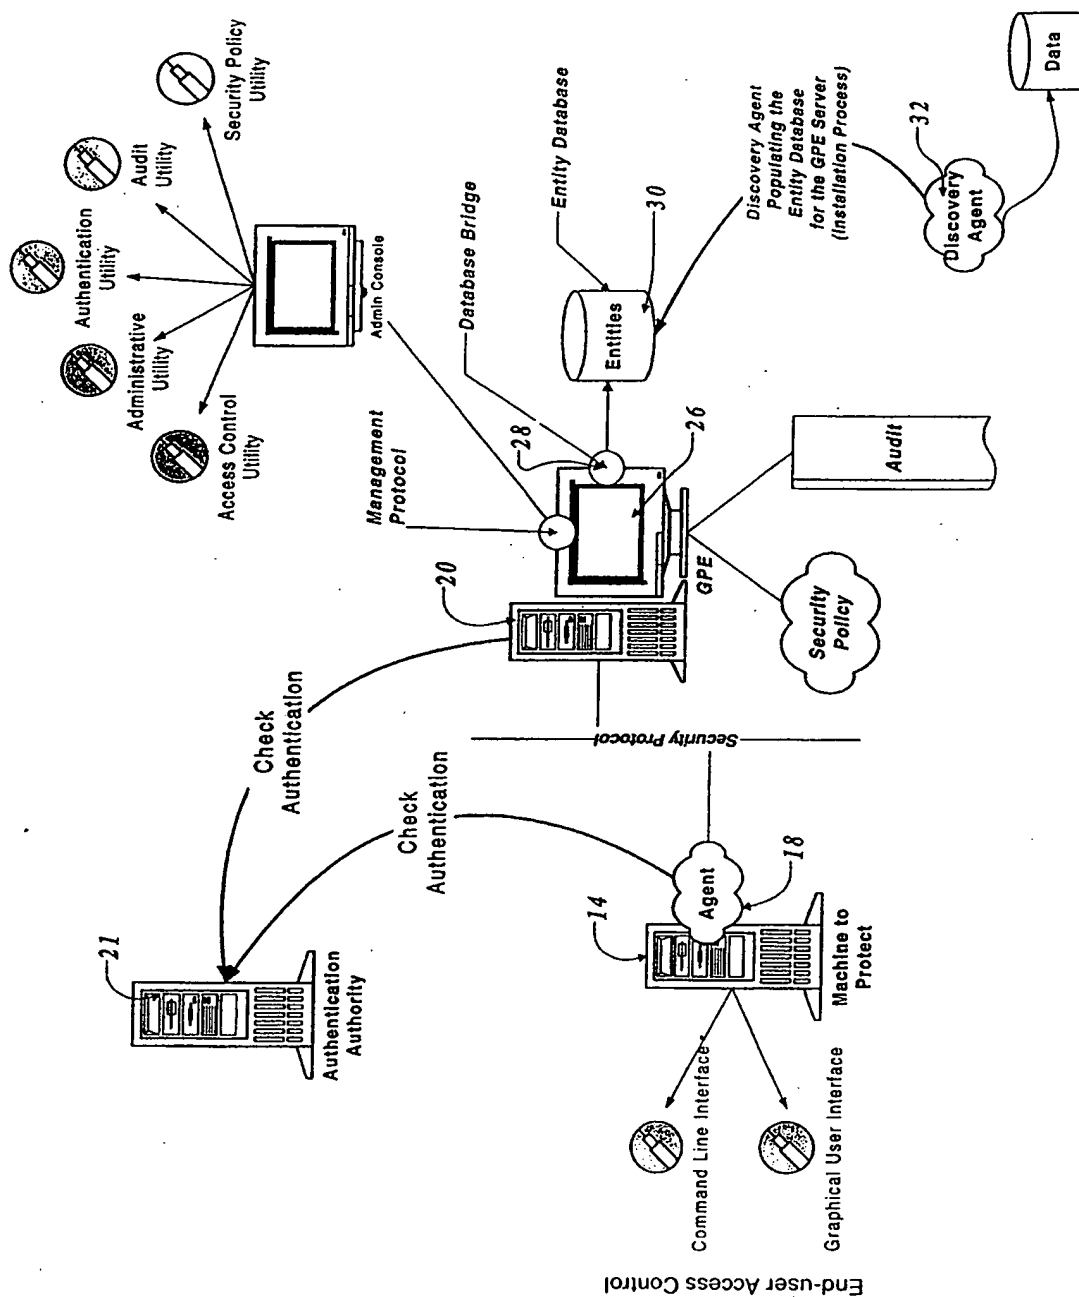 End-user Access Control
Authentication
Authority
21
Check
Authentication
Check
Authentication
Command Line Interface
Graphical User Interface
Machine to
Protect
14
Agent
18
Security Protocol
20
GPE
26
28
Management
Protocol
Access Control
Utility
Administrative
Utility
Authentication
Utility
Audit
Utility
Security Policy
Utility
Admin Console
Database Bridge
Entity Database
Entities
30
Security
Policy
Audit
Discovery Agent
Populating the
Entity Database
for the GPE Server
(Installation Process)
Discovery
Agent
32
Data